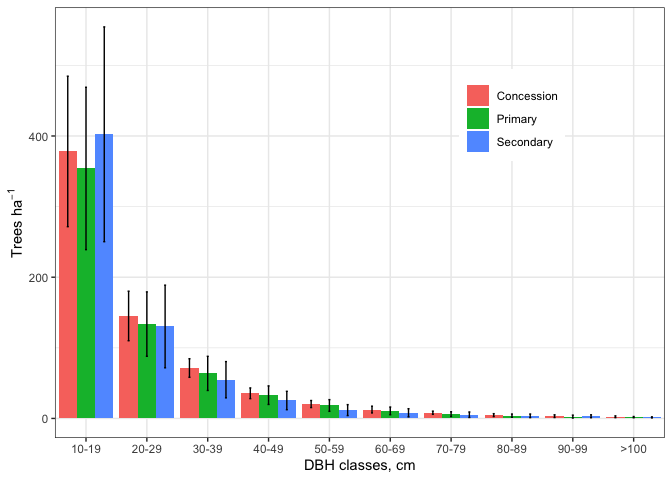 Trees ha⁻¹
400
200
0
Concession
Primary
Secondary
10-19 20-29 30-39 40-49 50-59 60-69 70-79 80-89 90-99 >100
DBH classes, cm